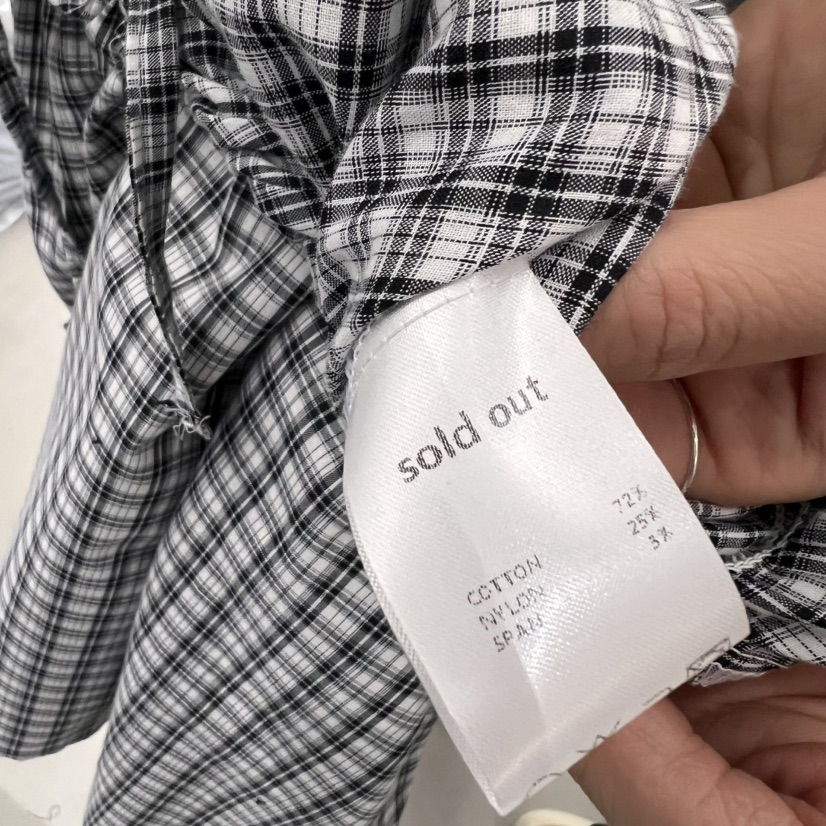 sold out
COTTON 72%
NYLON 25%
SPAN 3%